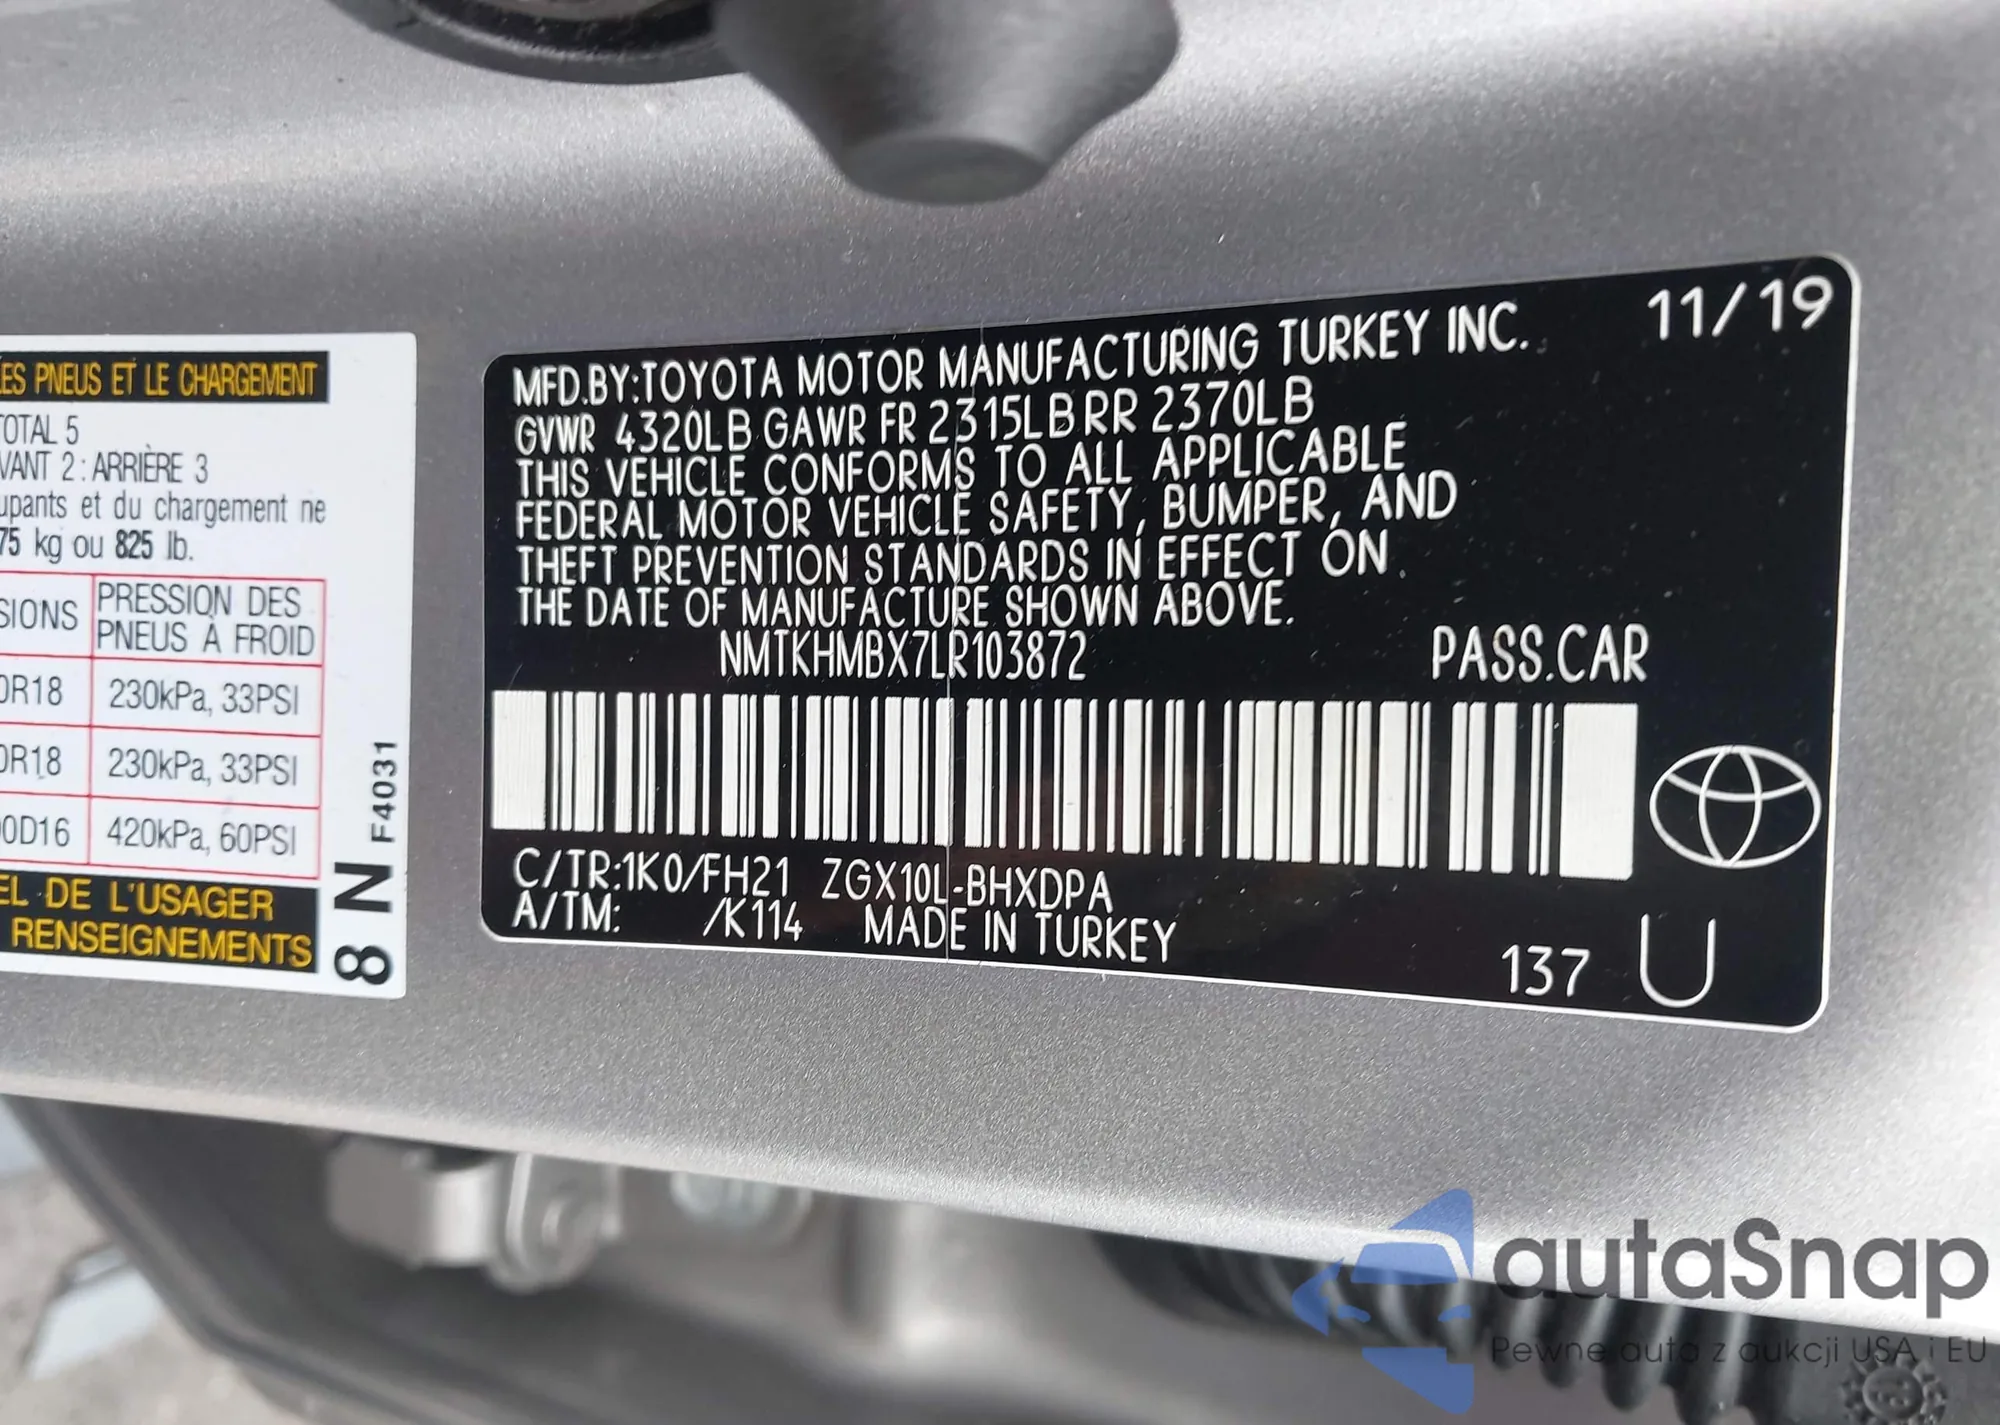 LES PNEUS ET LE CHARGEMENT
TOTAL 5
AVANT 2 : ARRIÈRE 3
upants et du chargement ne
75 kg ou 825 lb.
SIONS PRESSION DES PNEUS À FROID
0R18 230kPa, 33PSI
0R18 230kPa, 33PSI
00D16 420kPa, 60PSI
EL DE L'USAGER
RENSEIGNEMENTS
8 N F4031
11/19
MFD.BY:TOYOTA MOTOR MANUFACTURING TURKEY INC.
GVWR 4320LB GAWR FR 2315LB RR 2370LB
THIS VEHICLE CONFORMS TO ALL APPLICABLE
FEDERAL MOTOR VEHICLE SAFETY, BUMPER, AND
THEFT PREVENTION STANDARDS IN EFFECT ON
THE DATE OF MANUFACTURE SHOWN ABOVE.
NMTKHMBX7LR103872 PASS.CAR
C/TR:1K0/FH21 ZGX10L-BHXDPA
A/TM: /K114 MADE IN TURKEY
137 U
autaSnap
Pewne auta z aukcji USA i EU